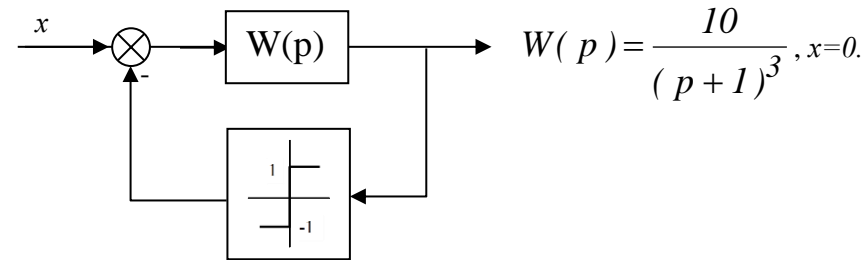 x
W(p)
W( p ) = 10 / ( p + 1 )^3 , x=0.
-
1
-1